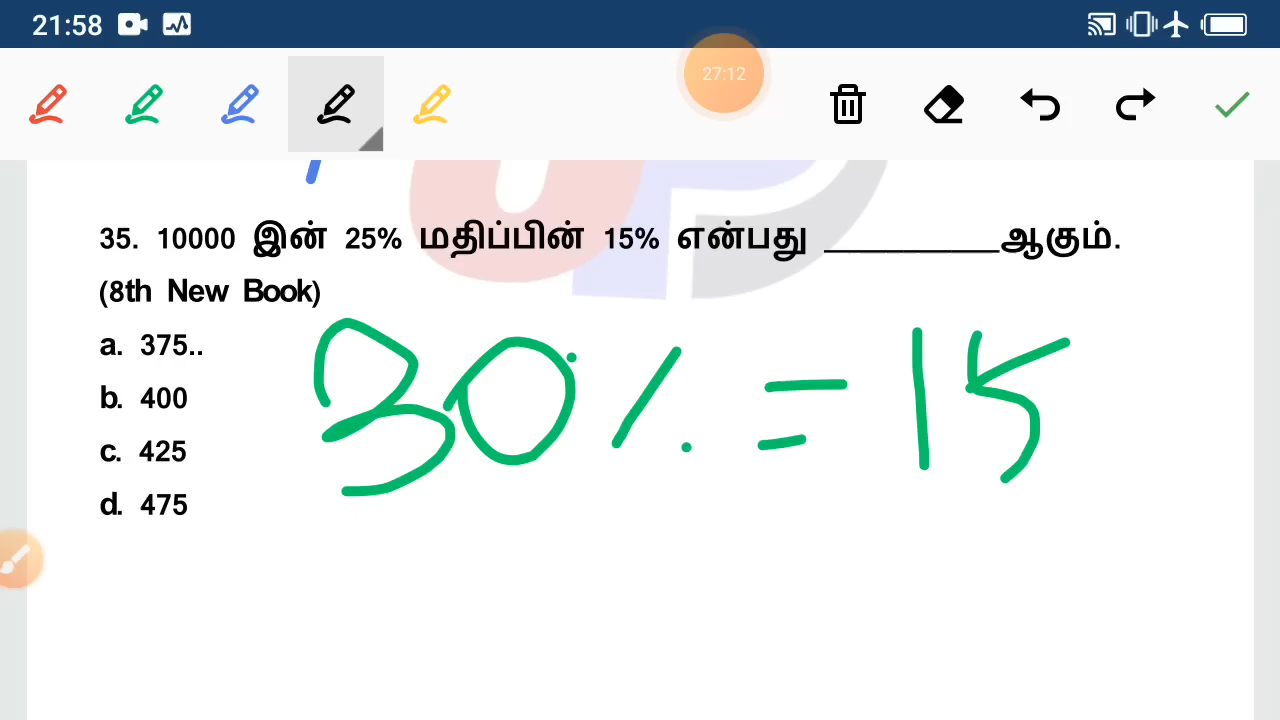 21:58
27:12
35. 10000 இன் 25% மதிப்பின் 15% என்பது __________ஆகும்.
(8th New Book)
a. 375..
b. 400
c. 425
d. 475
30% = 15